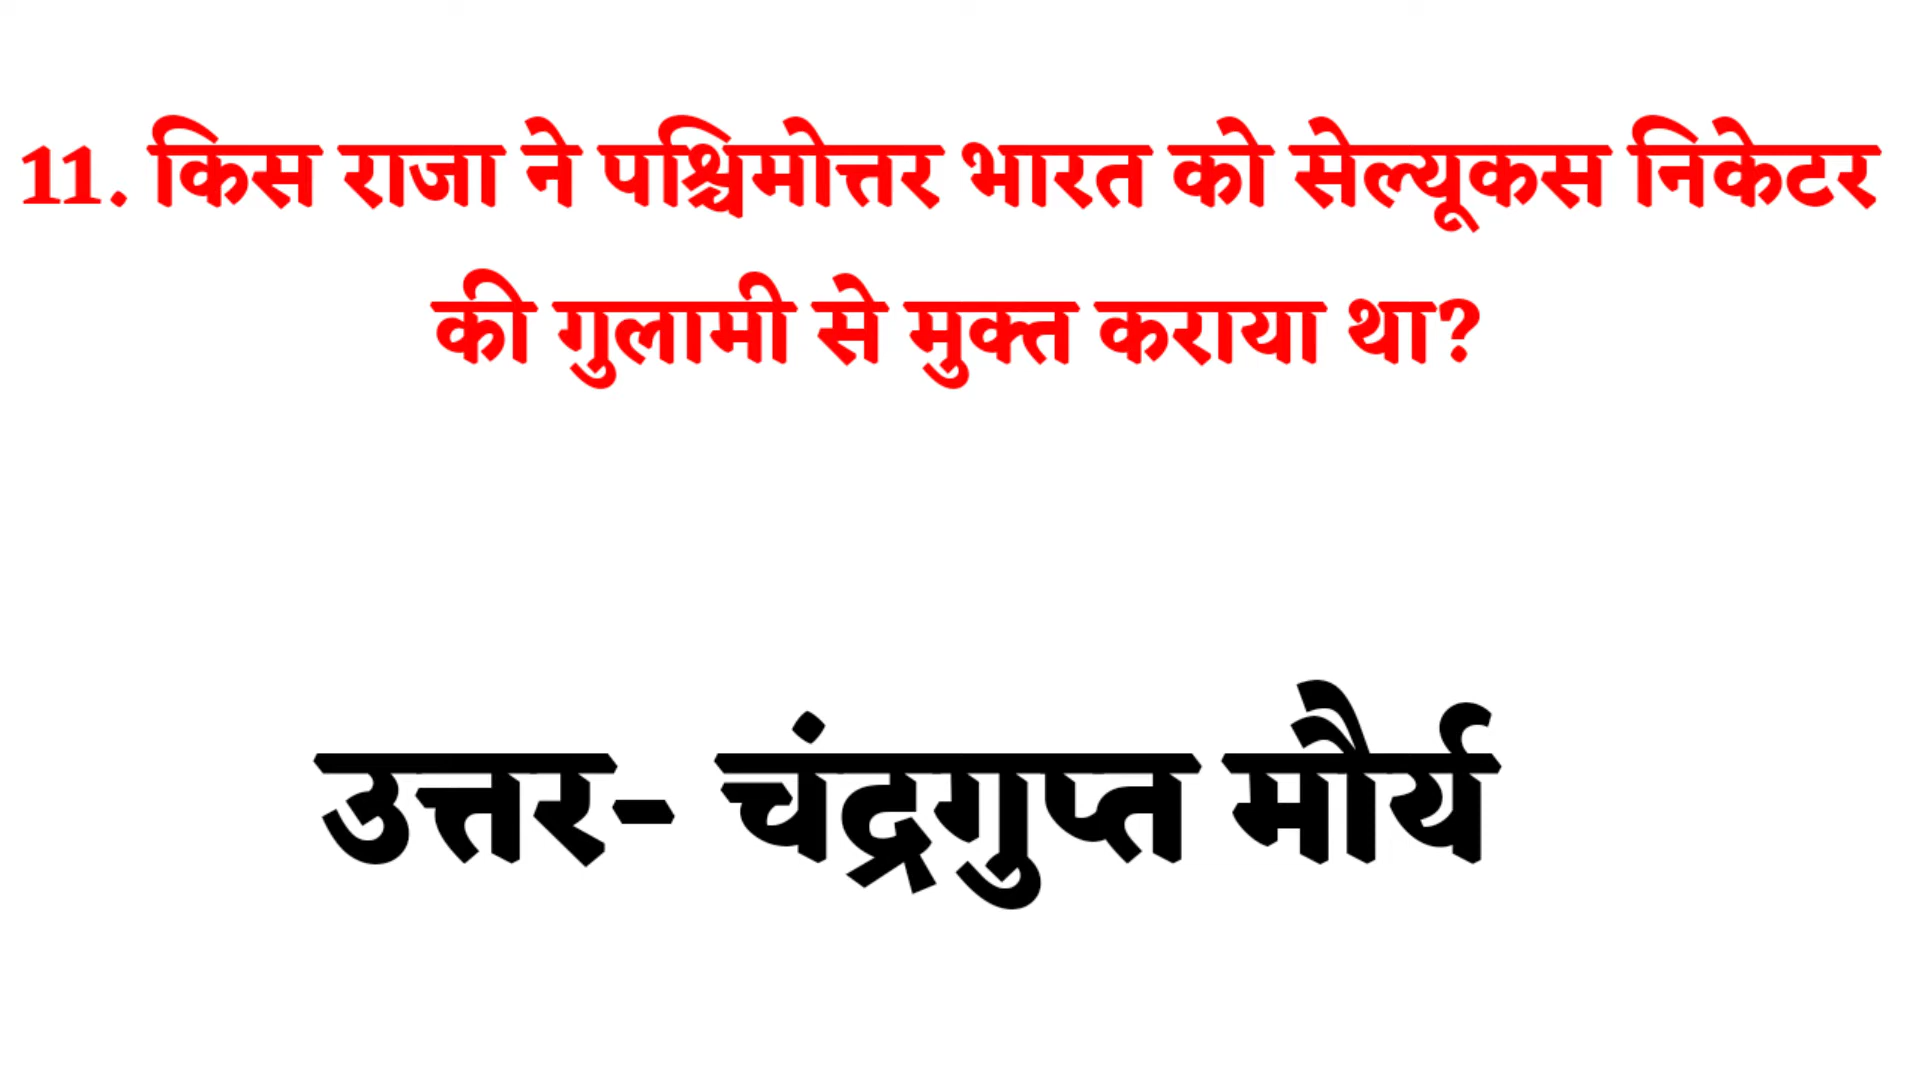 11. किस राजा ने पश्चिमोत्तर भारत को सेल्यूकस निकेटर
की गुलामी से मुक्त कराया था?
उत्तर- चंद्रगुप्त मौर्य